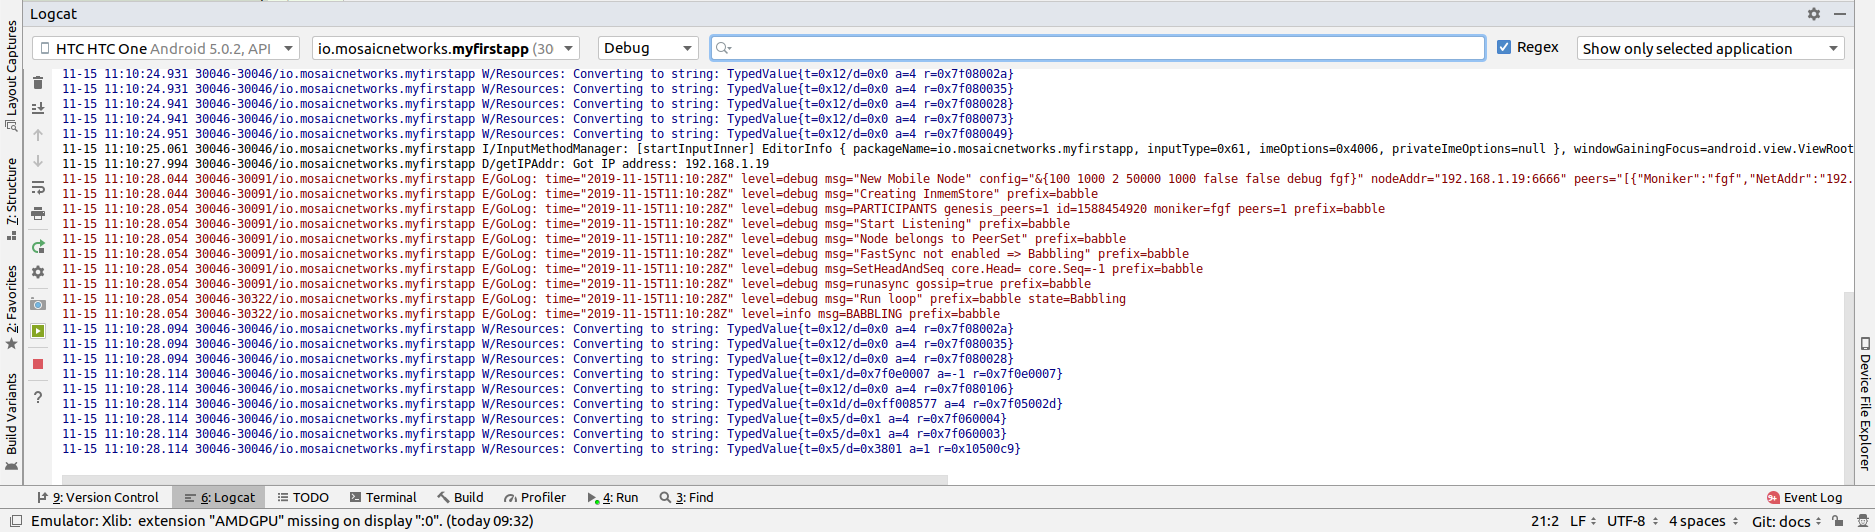 Logcat
HTC HTC One Android 5.0.2, API
io.mosaicnetworks.myfirstapp (30
Debug
Regex
Show only selected application
11-15 11:10:24.931 30046-30046/io.mosaicnetworks.myfirstapp W/Resources: Converting to string: TypedValue{t=0x12/d=0x0 a=4 r=0x7f08002a}
11-15 11:10:24.931 30046-30046/io.mosaicnetworks.myfirstapp W/Resources: Converting to string: TypedValue{t=0x12/d=0x0 a=4 r=0x7f080035}
11-15 11:10:24.941 30046-30046/io.mosaicnetworks.myfirstapp W/Resources: Converting to string: TypedValue{t=0x12/d=0x0 a=4 r=0x7f080028}
11-15 11:10:24.941 30046-30046/io.mosaicnetworks.myfirstapp W/Resources: Converting to string: TypedValue{t=0x12/d=0x0 a=4 r=0x7f080073}
11-15 11:10:24.951 30046-30046/io.mosaicnetworks.myfirstapp W/Resources: Converting to string: TypedValue{t=0x12/d=0x0 a=4 r=0x7f080049}
11-15 11:10:25.061 30046-30046/io.mosaicnetworks.myfirstapp I/InputMethodManager: [startInputInner] EditorInfo { packageName=io.mosaicnetworks.myfirstapp, inputType=0x61, imeOptions=0x4006, privateImeOptions=null }, windowGainingFocus=android.view.ViewRoot
11-15 11:10:27.994 30046-30046/io.mosaicnetworks.myfirstapp D/getIPAddr: Got IP address: 192.168.1.19
11-15 11:10:28.044 30046-30091/io.mosaicnetworks.myfirstapp E/GoLog: time="2019-11-15T11:10:28Z" level=debug msg="New Mobile Node" config="&{100 1000 2 50000 1000 false false debug fgf}" nodeAddr="192.168.1.19:6666" peers="[{"Moniker":"fgf","NetAddr":"192.
11-15 11:10:28.044 30046-30091/io.mosaicnetworks.myfirstapp E/GoLog: time="2019-11-15T11:10:28Z" level=debug msg="Creating InmemStore" prefix=babble
11-15 11:10:28.054 30046-30091/io.mosaicnetworks.myfirstapp E/GoLog: time="2019-11-15T11:10:28Z" level=debug msg=PARTICIPANTS genesis_peers=1 id=1588454920 moniker=fgf peers=1 prefix=babble
11-15 11:10:28.054 30046-30091/io.mosaicnetworks.myfirstapp E/GoLog: time="2019-11-15T11:10:28Z" level=debug msg="Start Listening" prefix=babble
11-15 11:10:28.054 30046-30091/io.mosaicnetworks.myfirstapp E/GoLog: time="2019-11-15T11:10:28Z" level=debug msg="Node belongs to PeerSet" prefix=babble
11-15 11:10:28.054 30046-30091/io.mosaicnetworks.myfirstapp E/GoLog: time="2019-11-15T11:10:28Z" level=debug msg="FastSync not enabled => Babbling" prefix=babble
11-15 11:10:28.054 30046-30091/io.mosaicnetworks.myfirstapp E/GoLog: time="2019-11-15T11:10:28Z" level=debug msg=SetHeadAndSeq core.Head= core.Seq=-1 prefix=babble
11-15 11:10:28.054 30046-30091/io.mosaicnetworks.myfirstapp E/GoLog: time="2019-11-15T11:10:28Z" level=debug msg=runasync gossip=true prefix=babble
11-15 11:10:28.054 30046-30322/io.mosaicnetworks.myfirstapp E/GoLog: time="2019-11-15T11:10:28Z" level=debug msg="Run loop" prefix=babble state=Babbling
11-15 11:10:28.054 30046-30322/io.mosaicnetworks.myfirstapp E/GoLog: time="2019-11-15T11:10:28Z" level=info msg=BABBLING prefix=babble
11-15 11:10:28.094 30046-30046/io.mosaicnetworks.myfirstapp W/Resources: Converting to string: TypedValue{t=0x12/d=0x0 a=4 r=0x7f08002a}
11-15 11:10:28.094 30046-30046/io.mosaicnetworks.myfirstapp W/Resources: Converting to string: TypedValue{t=0x12/d=0x0 a=4 r=0x7f080035}
11-15 11:10:28.094 30046-30046/io.mosaicnetworks.myfirstapp W/Resources: Converting to string: TypedValue{t=0x12/d=0x0 a=4 r=0x7f080028}
11-15 11:10:28.114 30046-30046/io.mosaicnetworks.myfirstapp W/Resources: Converting to string: TypedValue{t=0x1/d=0x7f0e0007 a=-1 r=0x7f0e0007}
11-15 11:10:28.114 30046-30046/io.mosaicnetworks.myfirstapp W/Resources: Converting to string: TypedValue{t=0x12/d=0x0 a=4 r=0x7f080106}
11-15 11:10:28.114 30046-30046/io.mosaicnetworks.myfirstapp W/Resources: Converting to string: TypedValue{t=0x1d/d=0xff008577 a=4 r=0x7f05002d}
11-15 11:10:28.114 30046-30046/io.mosaicnetworks.myfirstapp W/Resources: Converting to string: TypedValue{t=0x5/d=0x1 a=4 r=0x7f060004}
11-15 11:10:28.114 30046-30046/io.mosaicnetworks.myfirstapp W/Resources: Converting to string: TypedValue{t=0x5/d=0x1 a=4 r=0x7f060003}
11-15 11:10:28.114 30046-30046/io.mosaicnetworks.myfirstapp W/Resources: Converting to string: TypedValue{t=0x5/d=0x3801 a=1 r=0x10500c9}
Layout Captures
7: Structure
2: Favorites
Build Variants
Device File Explorer
9: Version Control
6: Logcat
TODO
Terminal
Build
Profiler
4: Run
3: Find
9+ Event Log
Emulator: Xlib: extension "AMDGPU" missing on display ":0". (today 09:32)
21:2
LF
UTF-8
4 spaces
Git: docs